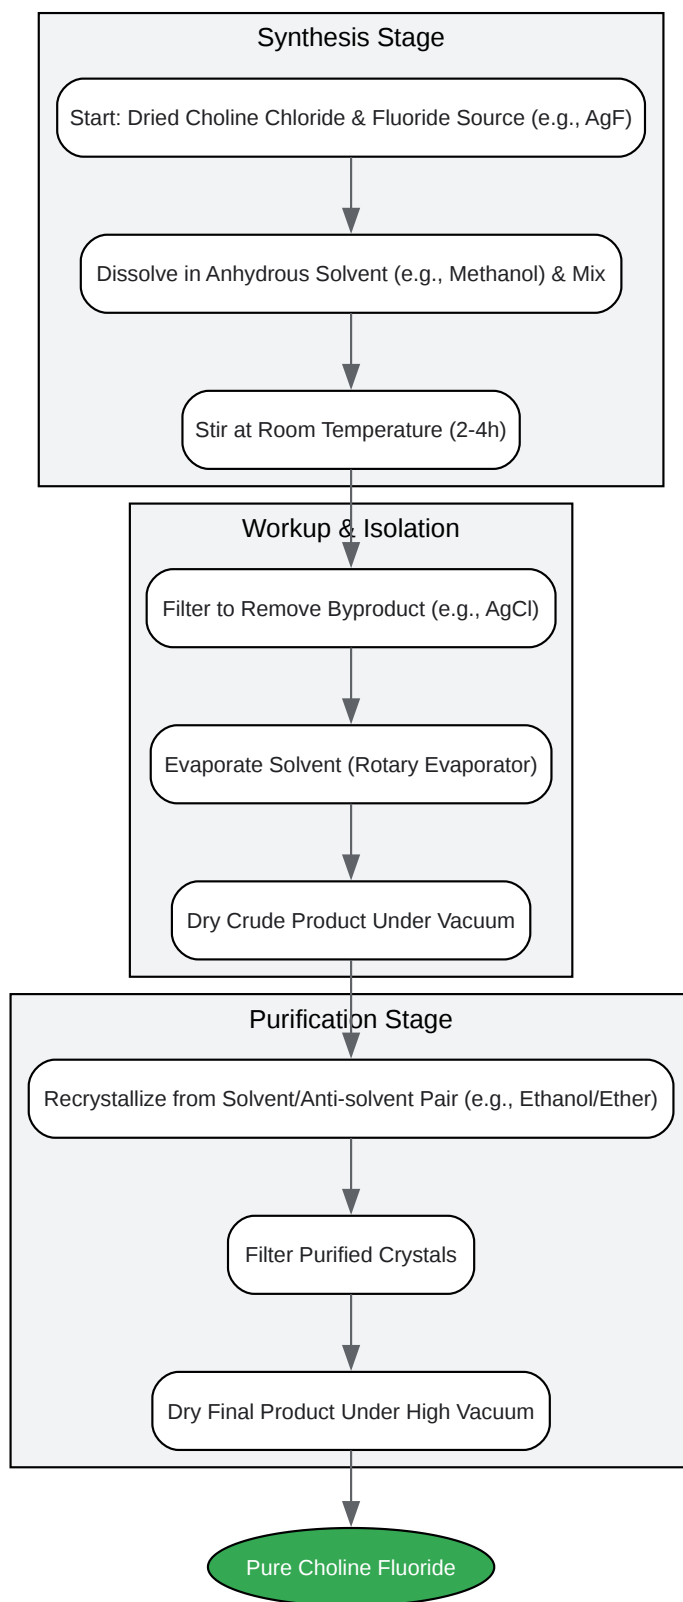 Synthesis Stage
Start: Dried Choline Chloride & Fluoride Source (e.g., AgF)
Dissolve in Anhydrous Solvent (e.g., Methanol) & Mix
Stir at Room Temperature (2-4h)
Workup & Isolation
Filter to Remove Byproduct (e.g., AgCl)
Evaporate Solvent (Rotary Evaporator)
Dry Crude Product Under Vacuum
Purification Stage
Recrystallize from Solvent/Anti-solvent Pair (e.g., Ethanol/Ether)
Filter Purified Crystals
Dry Final Product Under High Vacuum
Pure Choline Fluoride